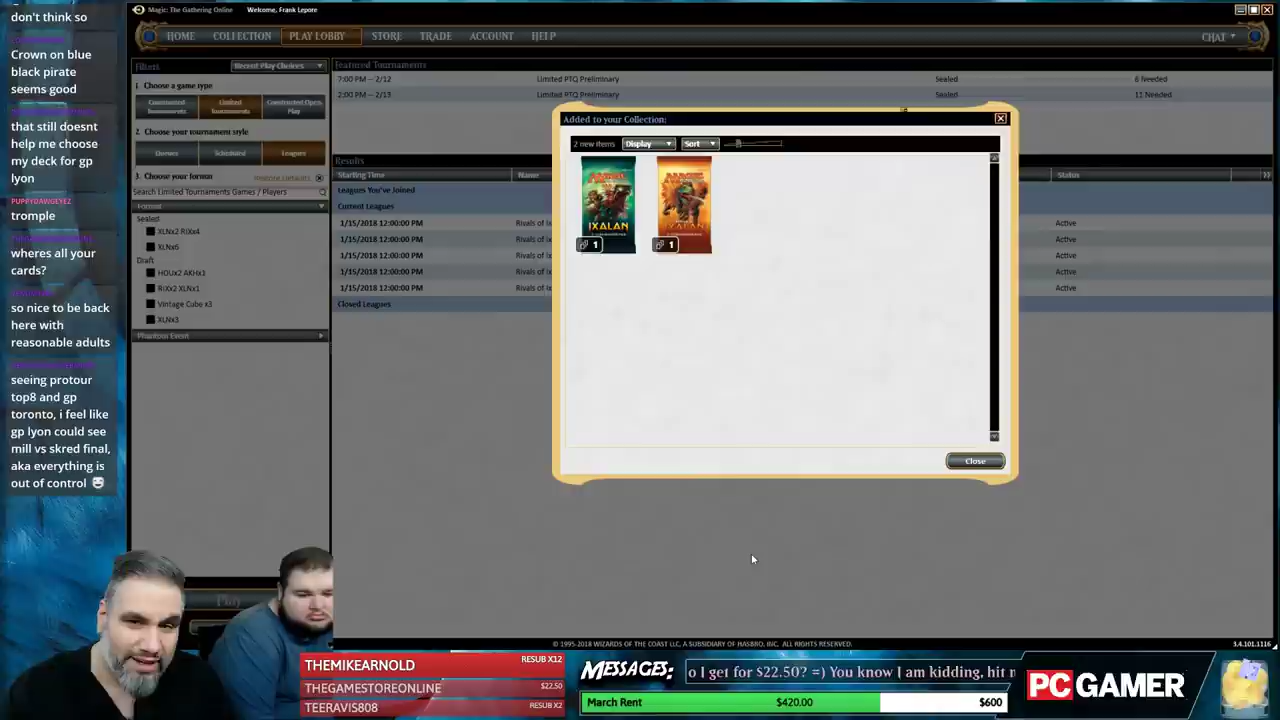 don't think so
Crown on blue
black pirate
seems good
that still doesnt
help me choose
my deck for gp
lyon
PUPPYDAWGEYEZ
tromple
wheres all your
cards?
so nice to be back
here with
reasonable adults
seeing protour
top8 and gp
toronto, i feel like
gp lyon could see
mill vs skred final,
aka everything is
out of control
Magic: The Gathering Online Welcome, Frank Lepore
HOME COLLECTION PLAY LOBBY STORE TRADE ACCOUNT HELP CHAT
Filters Recent Play Choices
1. Choose a game type
Constructed Tournaments Limited Tournaments Constructed Open Play
2. Choose your tournament style
Queues Scheduled Leagues
3. Choose your format
Search Limited Tournaments Games / Players
Format
Sealed
XLNx2 RIXx4
XLNx6
Draft
HOUx2 AKHx1
RIXx2 XLNx1
Vintage Cube x3
XLNx3
Phantom Event
Play
Featured Tournaments
7:00 PM -- 2/12 Limited PTQ Preliminary Sealed 8 Needed
2:00 PM -- 2/13 Limited PTQ Preliminary Sealed 11 Needed
Results
Starting Time Name Status
Leagues You've Joined
Current Leagues
1/15/2018 12:00:00 PM Rivals of Ix Active
1/15/2018 12:00:00 PM Rivals of Ix Active
1/15/2018 12:00:00 PM Rivals of Ix Active
1/15/2018 12:00:00 PM Rivals of Ix Active
1/15/2018 12:00:00 PM Rivals of Ix Active
Closed Leagues
Added to your Collection:
2 new items Display Sort
IXALAN IXALAN
1 1
Close
© 1995-2018 WIZARDS OF THE COAST LLC, A SUBSIDIARY OF HASBRO, INC. ALL RIGHTS RESERVED. 3.4.101.1116
THEMIKEARNOLD RESUB X12
THEGAMESTOREONLINE $22.50
TEERAVIS808 RESUB X2
MESSAGES: o I get for $22.50? =) You know I am kidding, hit n
March Rent $420.00 $600
PC GAMER